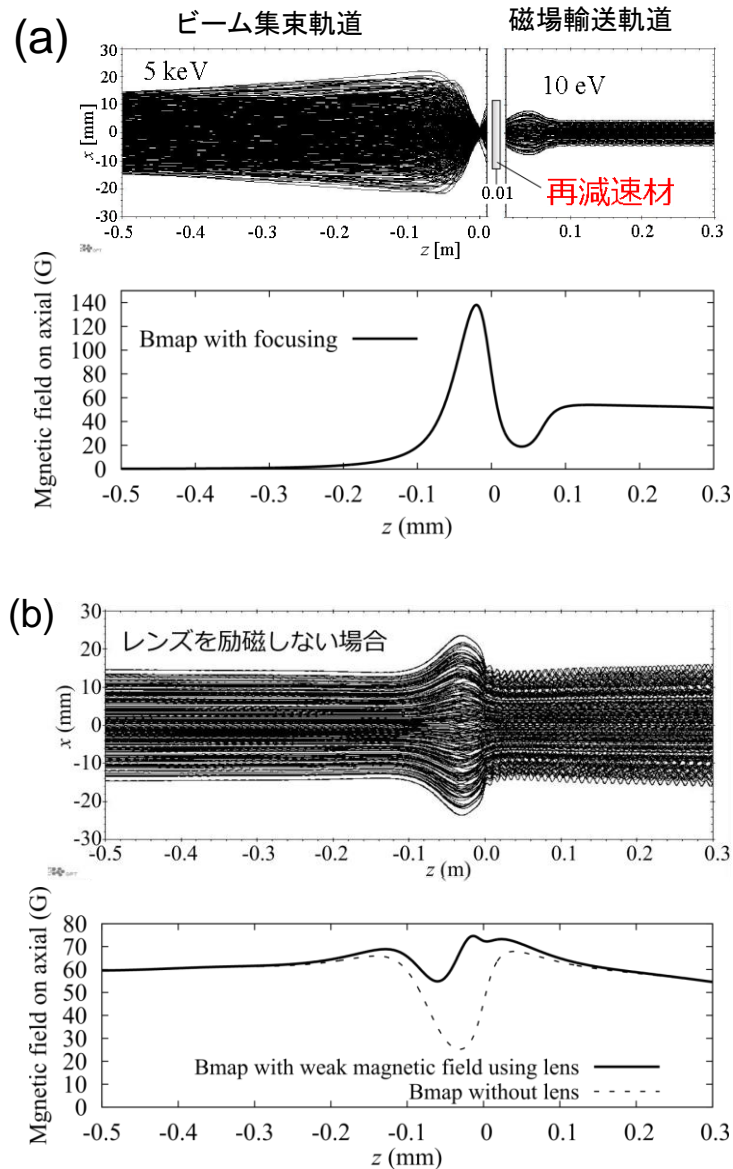 (a)
ビーム集束軌道
磁場輸送軌道
5 keV
10 eV
30
20
10
0
-10
-20
-30
x [mm]
0.01
再減速材
-0.5 -0.4 -0.3 -0.2 -0.1 0.0 0.1 0.2 0.3
z [m]
GPT
Mgnetic field on axial (G)
140
120
100
80
60
40
20
0
Bmap with focusing
-0.5 -0.4 -0.3 -0.2 -0.1 0 0.1 0.2 0.3
z (mm)
(b)
レンズを励磁しない場合
30
20
10
0
-10
-20
-30
x (mm)
-0.5 -0.4 -0.3 -0.2 -0.1 0.0 0.1 0.2 0.3
z (m)
GPT
Mgnetic field on axial (G)
80
70
60
50
40
30
20
10
0
Bmap with weak magnetic field using lens
Bmap without lens
-0.5 -0.4 -0.3 -0.2 -0.1 0 0.1 0.2 0.3
z (mm)